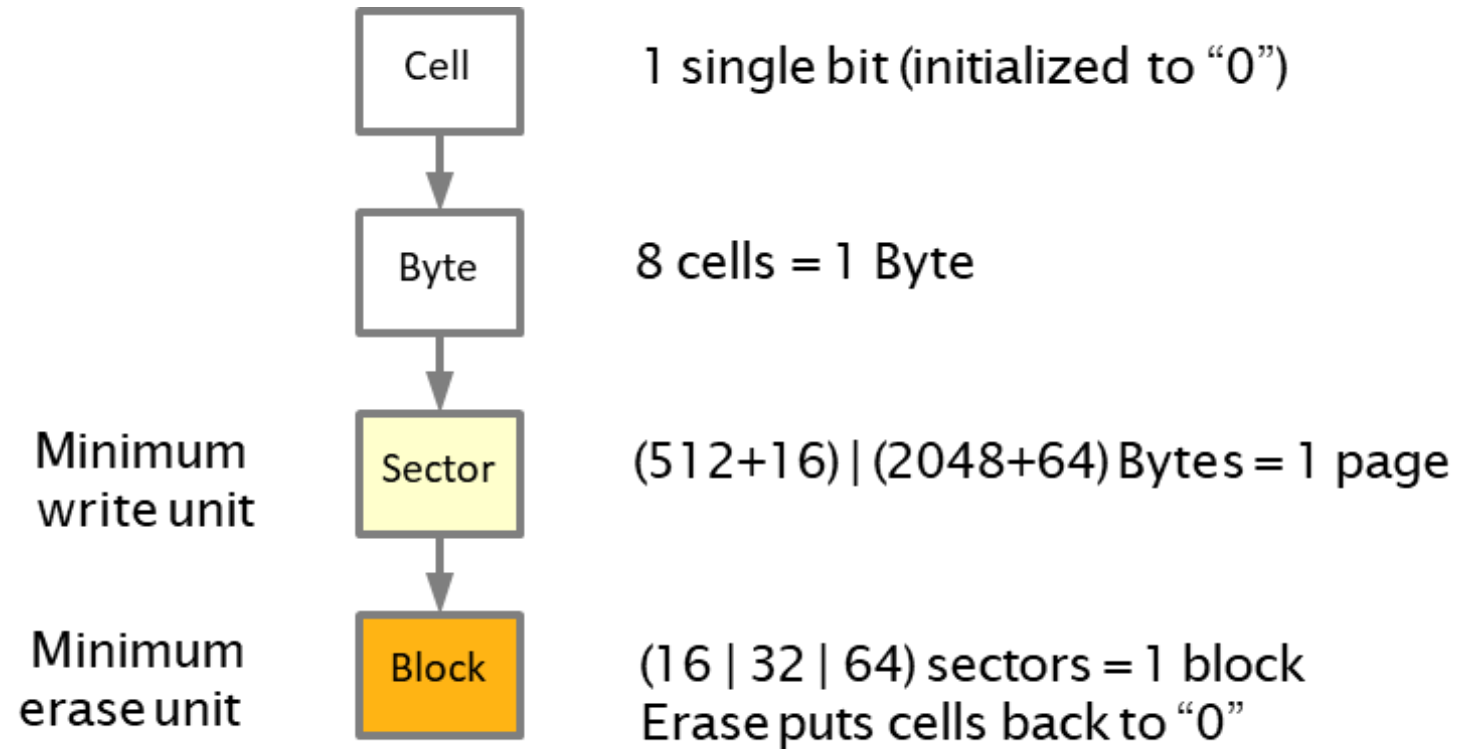 Cell
1 single bit (initialized to “0”)
Byte
8 cells = 1 Byte
Minimum
write unit
Sector
(512+16) | (2048+64) Bytes = 1 page
Minimum
erase unit
Block
(16 | 32 | 64) sectors = 1 block
Erase puts cells back to “0”